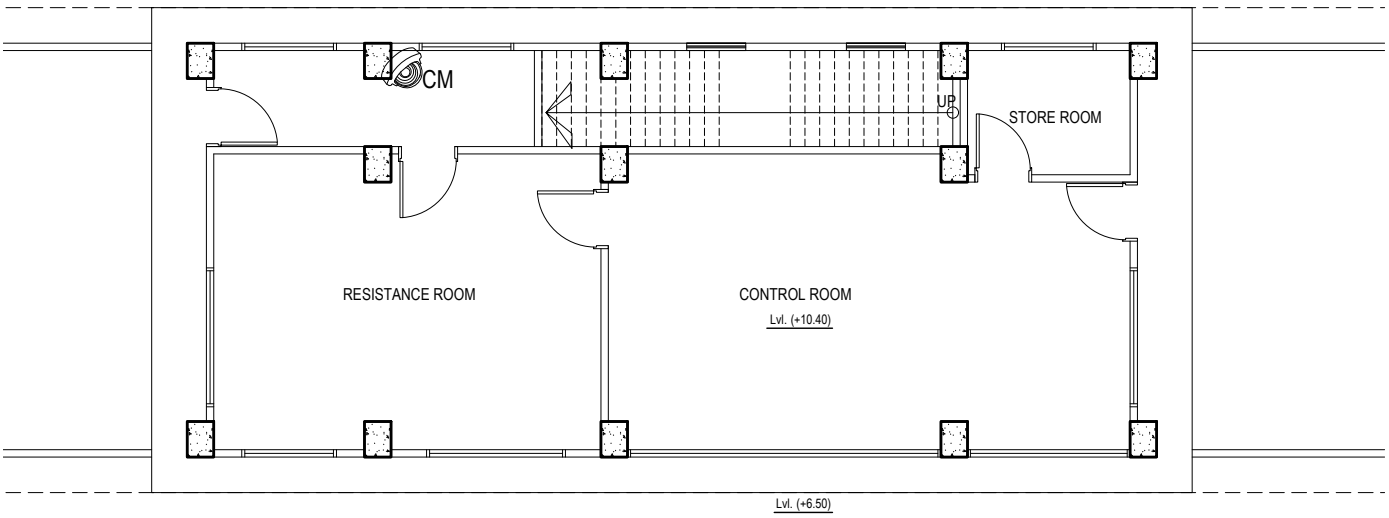 CM
UP
STORE ROOM
RESISTANCE ROOM
CONTROL ROOM
Lvl. (+10.40)
Lvl. (+6.50)